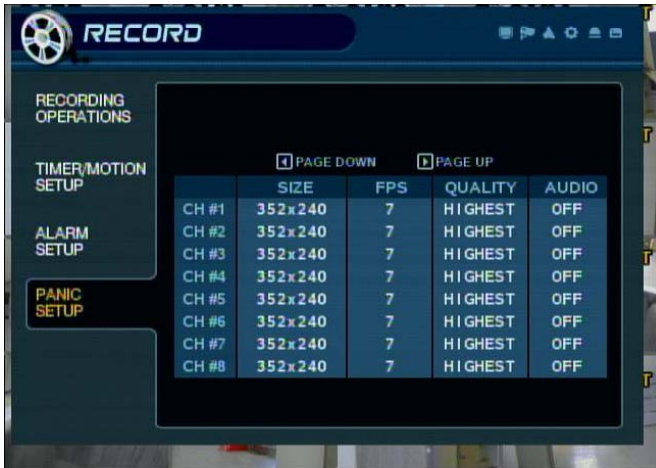 RECORD
RECORDING
OPERATIONS
TIMER/MOTION
SETUP
ALARM
SETUP
PANIC
SETUP
PAGE DOWN PAGE UP
SIZE FPS QUALITY AUDIO
CH #1 352x240 7 HIGHEST OFF
CH #2 352x240 7 HIGHEST OFF
CH #3 352x240 7 HIGHEST OFF
CH #4 352x240 7 HIGHEST OFF
CH #5 352x240 7 HIGHEST OFF
CH #6 352x240 7 HIGHEST OFF
CH #7 352x240 7 HIGHEST OFF
CH #8 352x240 7 HIGHEST OFF
T
T
T
T